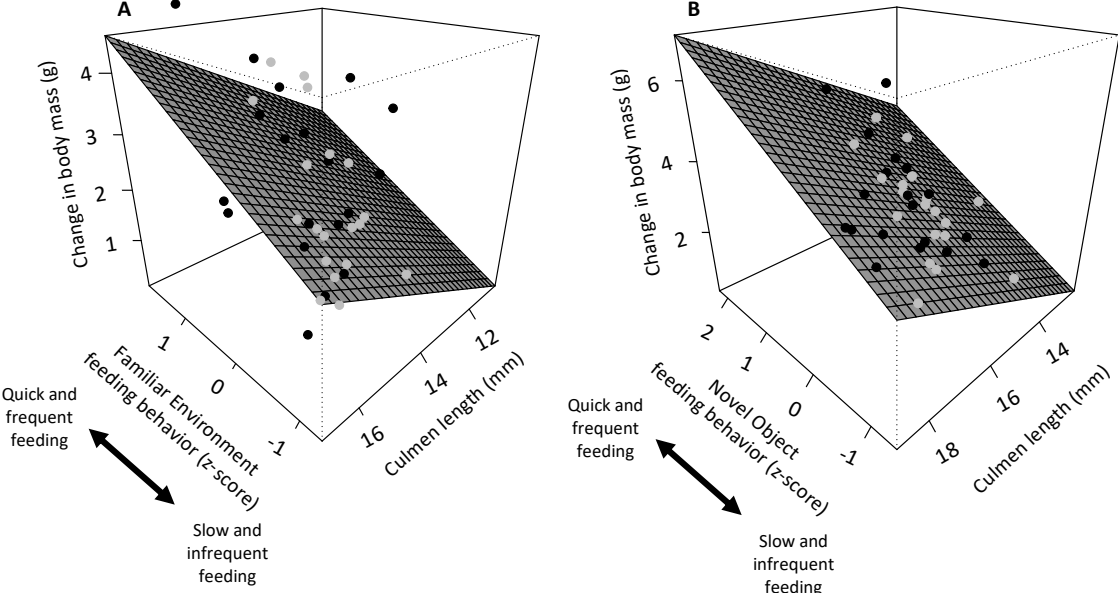 A
Change in body mass (g)
4
3
2
1
1
0
-1
Familiar Environment
feeding behavior (z-score)
12
14
16
Culmen length (mm)
Quick and
frequent
feeding
Slow and
infrequent
feeding
B
Change in body mass (g)
6
4
2
2
1
0
-1
Novel Object
feeding behavior (z-score)
14
16
18
Culmen length (mm)
Quick and
frequent
feeding
Slow and
infrequent
feeding